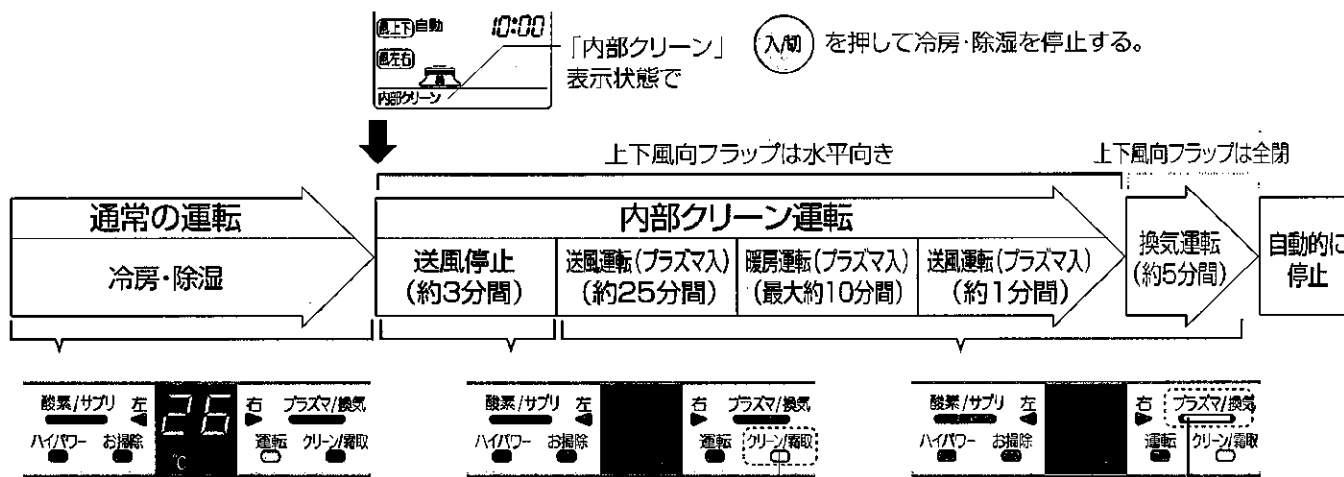 風上下 自動 10:00
風左右
内部クリーン
「内部クリーン」
表示状態で
入/切 を押して冷房・除湿を停止する。
上下風向フラップは水平向き
上下風向フラップは全閉
通常の運転
冷房・除湿
内部クリーン運転
送風停止
(約3分間)
送風運転(プラズマ入)
(約25分間)
暖房運転(プラズマ入)
(最大約10分間)
送風運転(プラズマ入)
(約1分間)
換気運転
(約5分間)
自動的に
停止
酸素/サプリ 左 26 右 プラズマ/換気
ハイパワー お掃除 ℃ 運転 クリーン/霜取
酸素/サプリ 左 右 プラズマ/換気
ハイパワー お掃除 運転 クリーン/霜取
酸素/サプリ 左 右 プラズマ/換気
ハイパワー お掃除 運転 クリーン/霜取